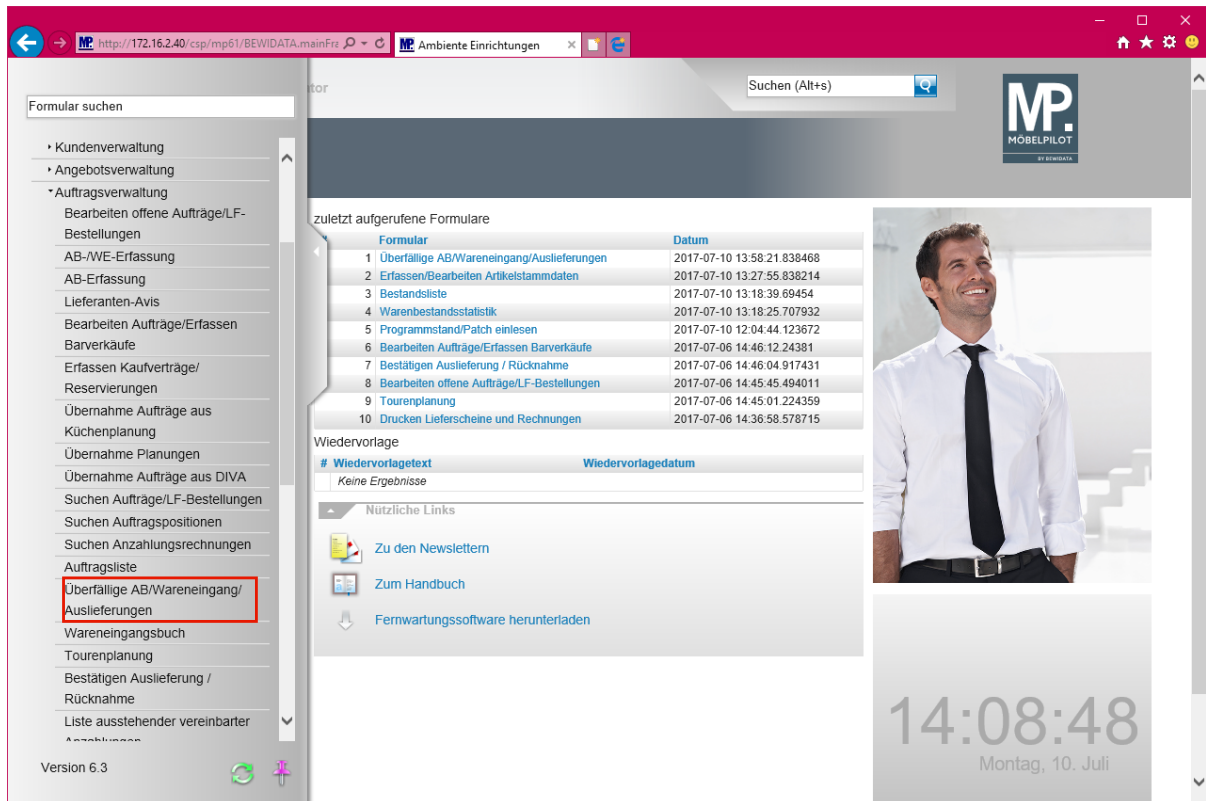 http://172.16.2.40/csp/mp61/BEWIDATA.mainFra
MP. Ambiente Einrichtungen
Suchen (Alt+s)
MP.
MÖBELPILOT
BY BEWIDATA
Formular suchen
Kundenverwaltung
Angebotsverwaltung
Auftragsverwaltung
Bearbeiten offene Aufträge/LF-
Bestellungen
AB-/WE-Erfassung
AB-Erfassung
Lieferanten-Avis
Bearbeiten Aufträge/Erfassen
Barverkäufe
Erfassen Kaufverträge/
Reservierungen
Übernahme Aufträge aus
Küchenplanung
Übernahme Planungen
Übernahme Aufträge aus DIVA
Suchen Aufträge/LF-Bestellungen
Suchen Auftragspositionen
Suchen Anzahlungsrechnungen
Auftragsliste
Überfällige AB/Wareneingang/
Auslieferungen
Wareneingangsbuch
Tourenplanung
Bestätigen Auslieferung /
Rücknahme
Liste ausstehender vereinbarter
Anzahlungen
Version 6.3
zuletzt aufgerufene Formulare
Formular Datum
1 Überfällige AB/Wareneingang/Auslieferungen 2017-07-10 13:58:21.838468
2 Erfassen/Bearbeiten Artikelstammdaten 2017-07-10 13:27:55.838214
3 Bestandsliste 2017-07-10 13:18:39.69454
4 Warenbestandsstatistik 2017-07-10 13:18:25.707932
5 Programmstand/Patch einlesen 2017-07-10 12:04:44.123672
6 Bearbeiten Aufträge/Erfassen Barverkäufe 2017-07-06 14:46:12.24381
7 Bestätigen Auslieferung / Rücknahme 2017-07-06 14:46:04.917431
8 Bearbeiten offene Aufträge/LF-Bestellungen 2017-07-06 14:45:45.494011
9 Tourenplanung 2017-07-06 14:45:01.224359
10 Drucken Lieferscheine und Rechnungen 2017-07-06 14:36:58.578715
Wiedervorlage
# Wiedervorlagetext Wiedervorlagedatum
Keine Ergebnisse
Nützliche Links
Zu den Newslettern
Zum Handbuch
Fernwartungssoftware herunterladen
14:08:48
Montag, 10. Juli